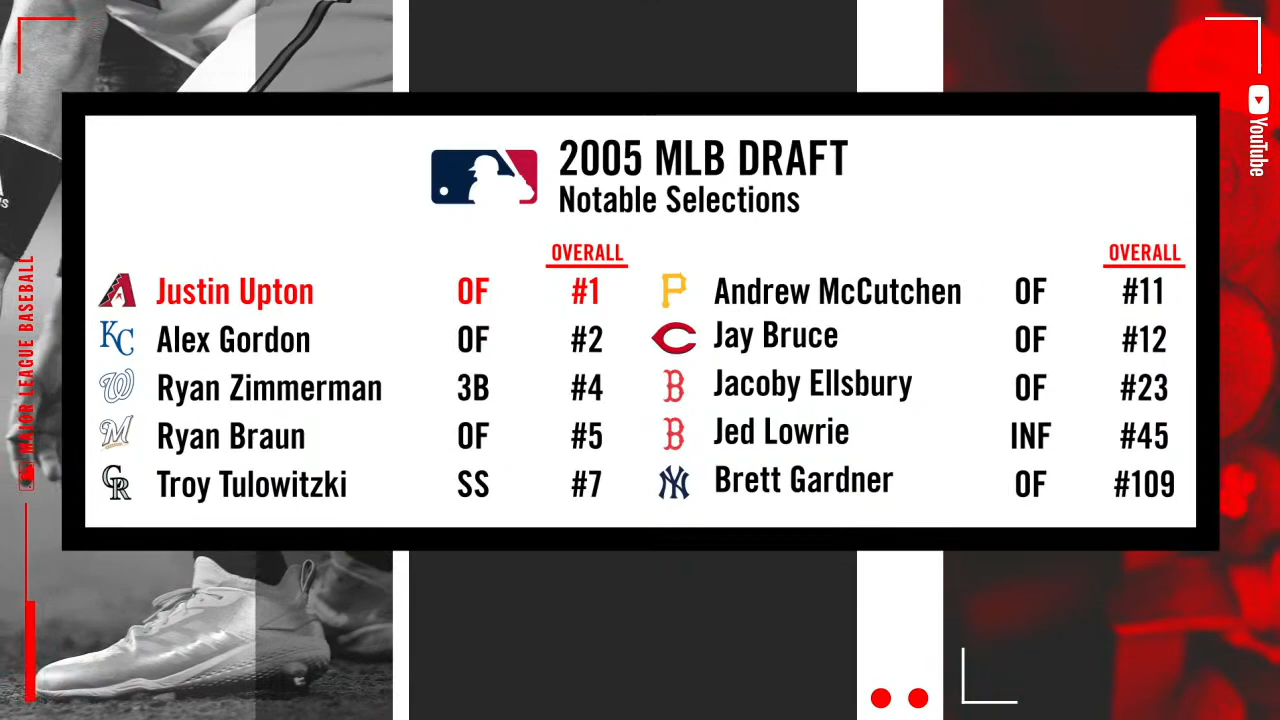 2005 MLB DRAFT
Notable Selections
OVERALL
Justin Upton OF #1
Alex Gordon OF #2
Ryan Zimmerman 3B #4
Ryan Braun OF #5
Troy Tulowitzki SS #7
OVERALL
Andrew McCutchen OF #11
Jay Bruce OF #12
Jacoby Ellsbury OF #23
Jed Lowrie INF #45
Brett Gardner OF #109
MAJOR LEAGUE BASEBALL
YouTube